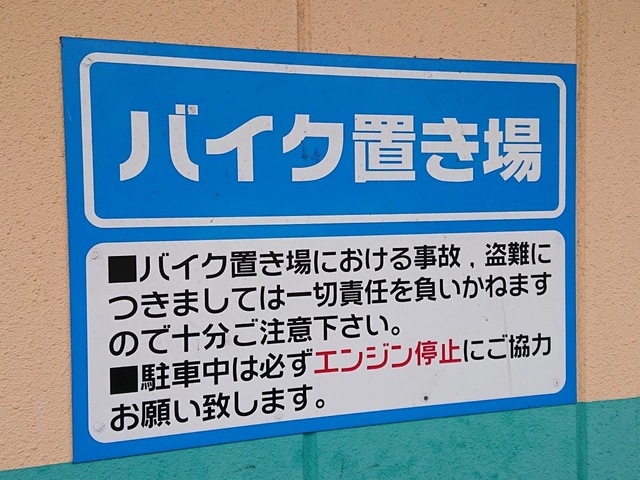 バイク置き場
■バイク置き場における事故，盗難に
つきましては一切責任を負いかねます
ので十分ご注意下さい。
■駐車中は必ずエンジン停止にご協力
お願い致します。